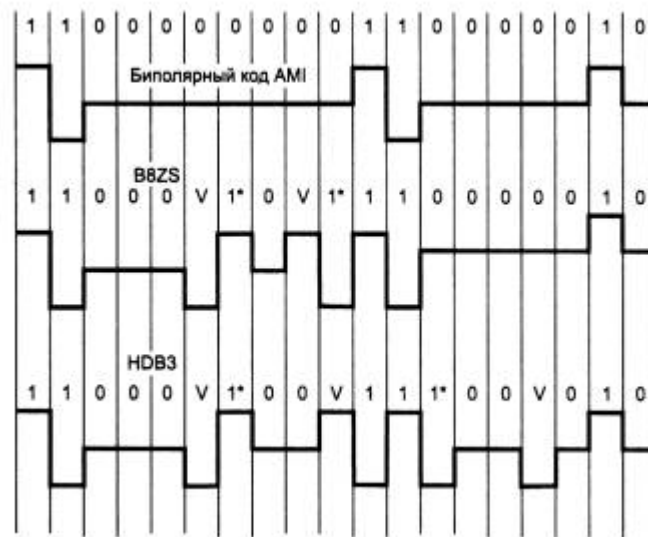 1 1 0 0 0 0 0 0 0 0 1 1 0 0 0 0 0 1 0
Биполярный код AMI
B8ZS
1 1 0 0 0 V 1* 0 V 1* 1 1 0 0 0 0 0 1 0
HDB3
1 1 0 0 0 V 1* 0 0 V 1 1 1* 0 0 V 0 1 0